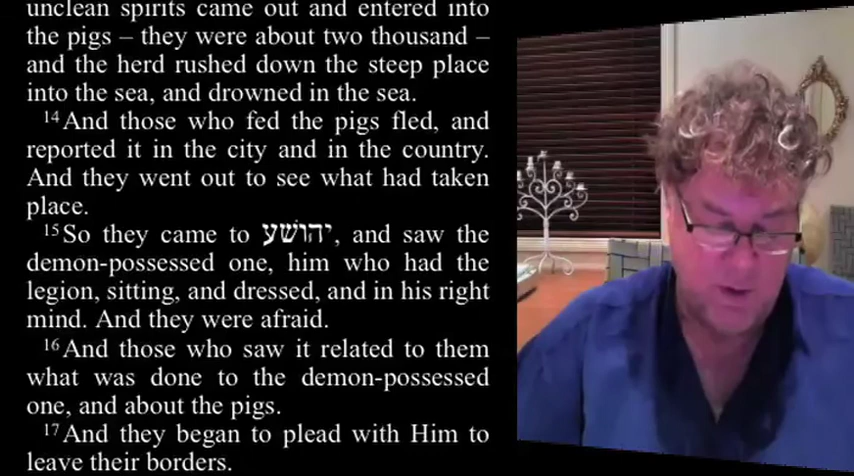 unclean spirits came out and entered into
the pigs – they were about two thousand –
and the herd rushed down the steep place
into the sea, and drowned in the sea.
¹⁴And those who fed the pigs fled, and
reported it in the city and in the country.
And they went out to see what had taken
place.
¹⁵So they came to יהושע, and saw the
demon-possessed one, him who had the
legion, sitting, and dressed, and in his right
mind. And they were afraid.
¹⁶And those who saw it related to them
what was done to the demon-possessed
one, and about the pigs.
¹⁷And they began to plead with Him to
leave their borders.